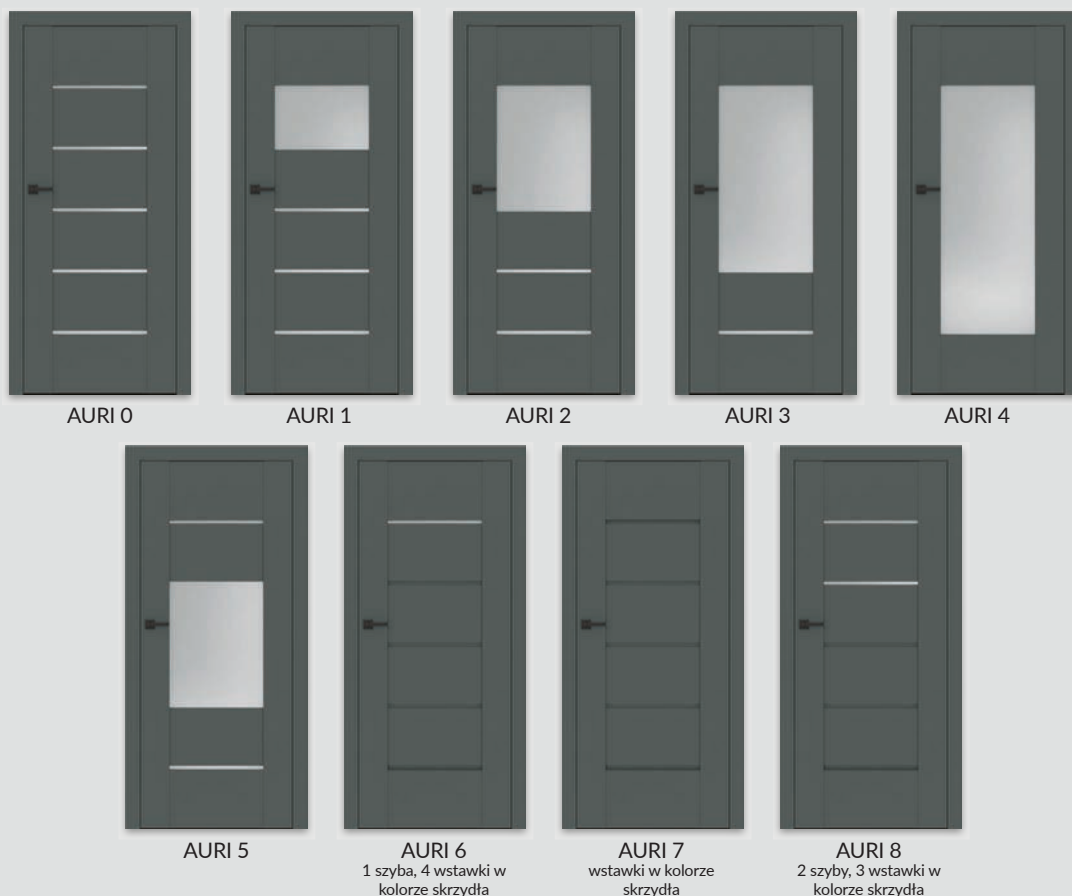 AURI 0
AURI 1
AURI 2
AURI 3
AURI 4
AURI 5
AURI 6
1 szyba, 4 wstawki w
kolorze skrzydła
AURI 7
wstawki w kolorze
skrzydła
AURI 8
2 szyby, 3 wstawki w
kolorze skrzydła